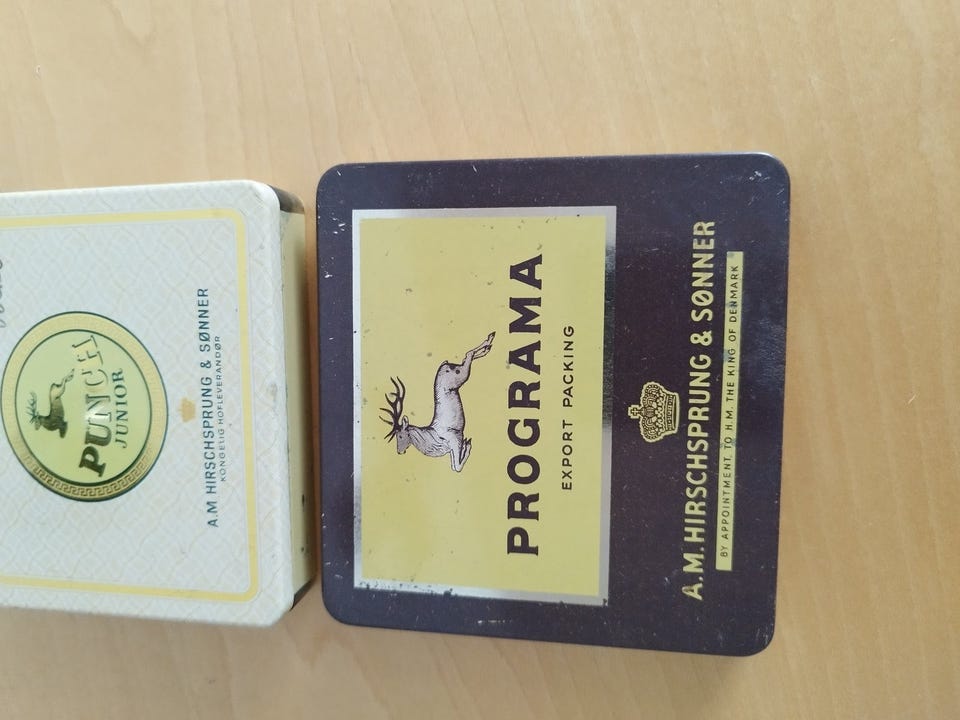 PUNCH
JUNIOR
A.M HIRSCHSPRUNG & SØNNER
KONGELIG HOFLEVERANDØR
PROGRAMA
EXPORT PACKING
A.M. HIRSCHSPRUNG & SØNNER
BY APPOINTMENT, TO H.M. THE KING OF DENMARK